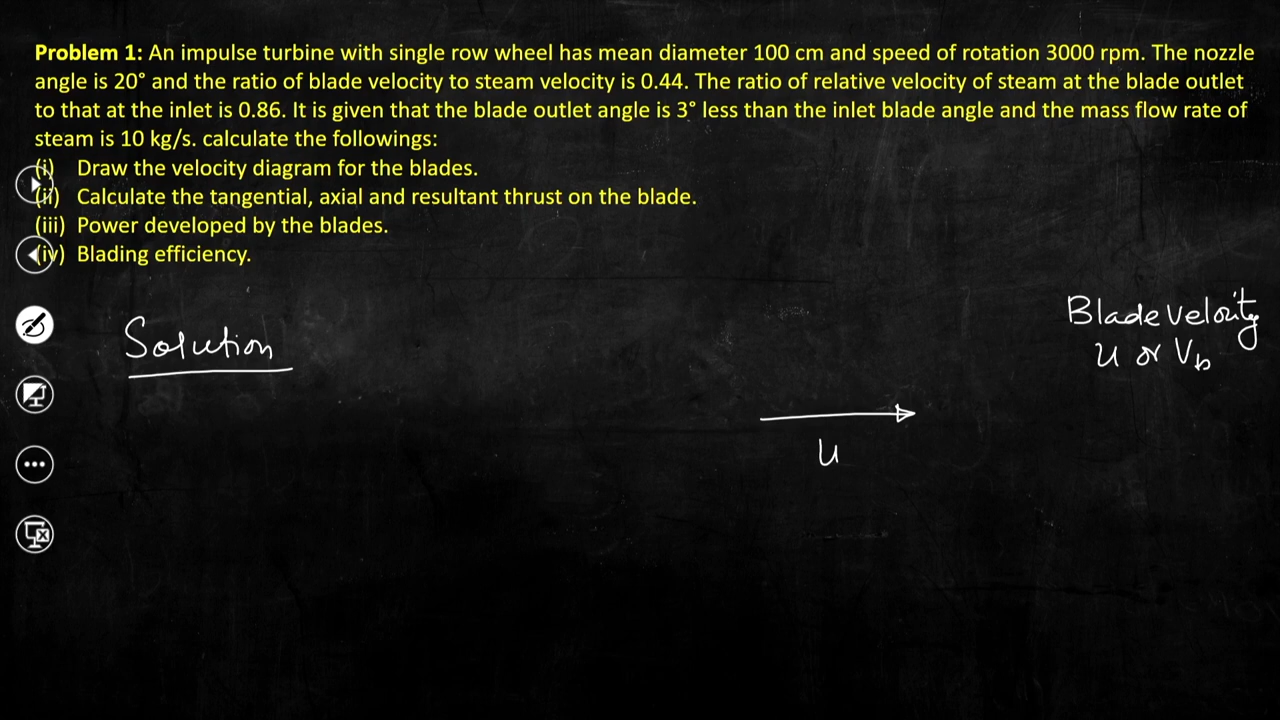 Problem 1: An impulse turbine with single row wheel has mean diameter 100 cm and speed of rotation 3000 rpm. The nozzle
angle is 20° and the ratio of blade velocity to steam velocity is 0.44. The ratio of relative velocity of steam at the blade outlet
to that at the inlet is 0.86. It is given that the blade outlet angle is 3° less than the inlet blade angle and the mass flow rate of
steam is 10 kg/s. calculate the followings:
(i) Draw the velocity diagram for the blades.
(ii) Calculate the tangential, axial and resultant thrust on the blade.
(iii) Power developed by the blades.
(iv) Blading efficiency.
Blade velocity
u or Vb
Solution
u